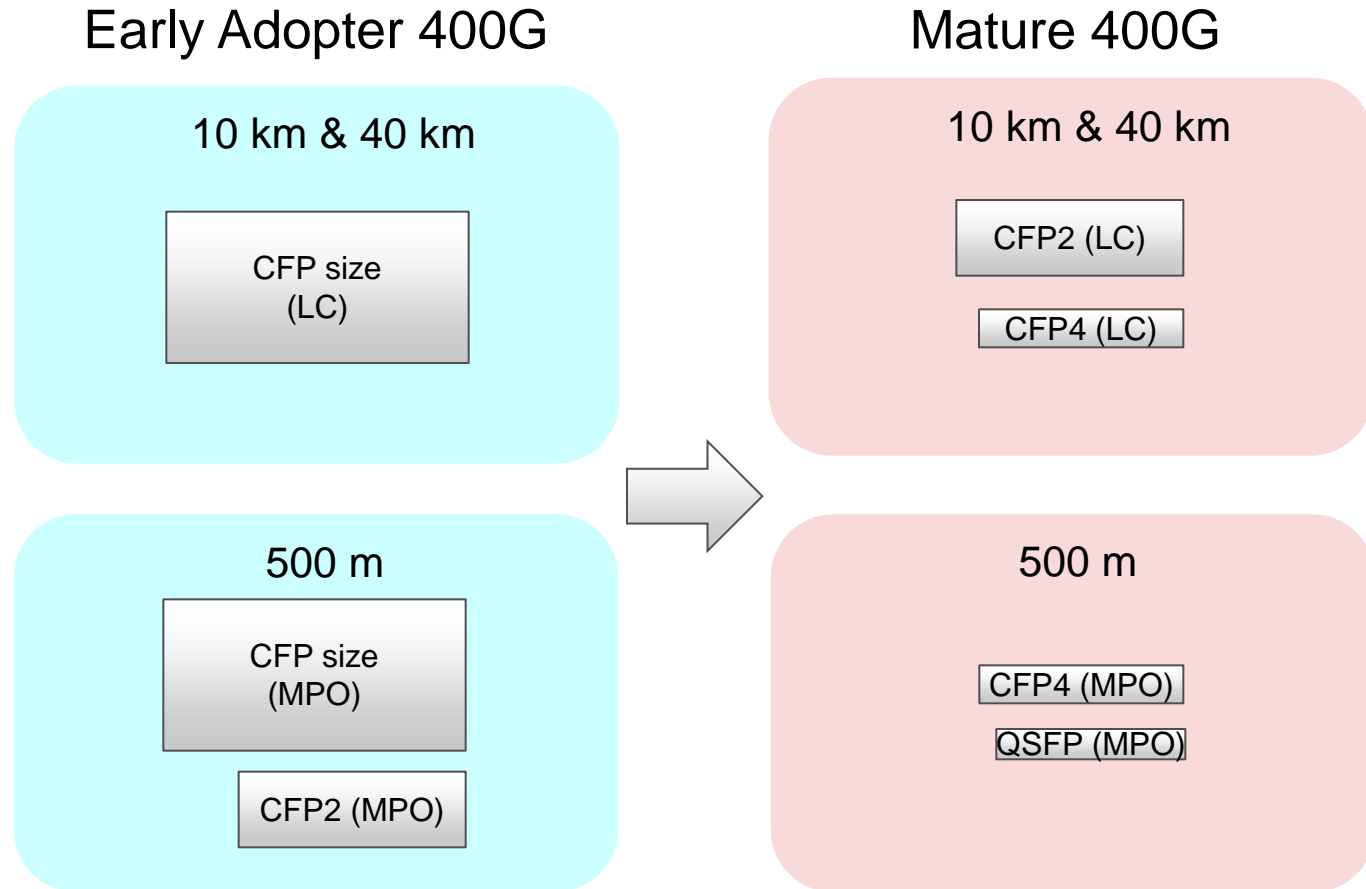 Early Adopter 400G
10 km & 40 km
CFP size
(LC)
500 m
CFP size
(MPO)
CFP2 (MPO)
Mature 400G
10 km & 40 km
CFP2 (LC)
CFP4 (LC)
500 m
CFP4 (MPO)
QSFP (MPO)